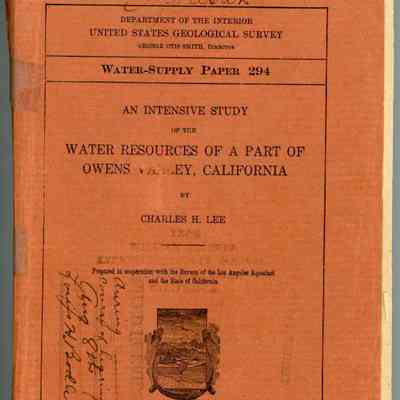 DEPARTMENT OF THE INTERIOR
UNITED STATES GEOLOGICAL SURVEY
GEORGE OTIS SMITH, Director
WATER-SUPPLY PAPER 294
AN INTENSIVE STUDY
OF THE
WATER RESOURCES OF A PART OF
OWENS VALLEY, CALIFORNIA
BY
CHARLES H. LEE
Prepared in cooperation with the Bureau of the Los Angeles Aqueduct
and the State of California